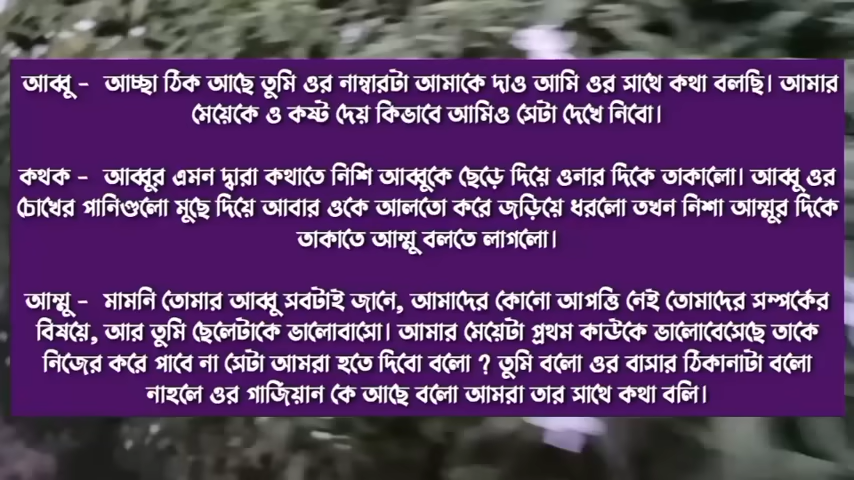 আব্বু - আচ্ছা ঠিক আছে তুমি ওর নাম্বারটা আমাকে দাও আমি ওর সাথে কথা বলছি। আমার
মেয়েকে ও কষ্ট দেয় কিভাবে আমিও সেটা দেখে নিবো।
কথক - আব্বুর এমন দ্বারা কথাতে নিশি আব্বুকে ছেড়ে দিয়ে ওনার দিকে তাকালো। আব্বু ওর
চোখের পানিগুলো মুছে দিয়ে আবার ওকে আলতো করে জড়িয়ে ধরলো তখন নিশা আম্মুর দিকে
তাকাতে আম্মু বলতে লাগলো।
আম্মু - মামনি তোমার আব্বু সবটাই জানে, আমাদের কোনো আপত্তি নেই তোমাদের সম্পর্কের
বিষয়ে, আর তুমি ছেলেটাকে ভালোবাসো। আমার মেয়েটা প্রথম কাউকে ভালোবেসেছে তাকে
নিজের করে পাবে না সেটা আমরা হতে দিবো বলো ? তুমি বলো ওর বাসার ঠিকানাটা বলো
নাহলে ওর গার্জিয়ান কে আছে বলো আমরা তার সাথে কথা বলি।